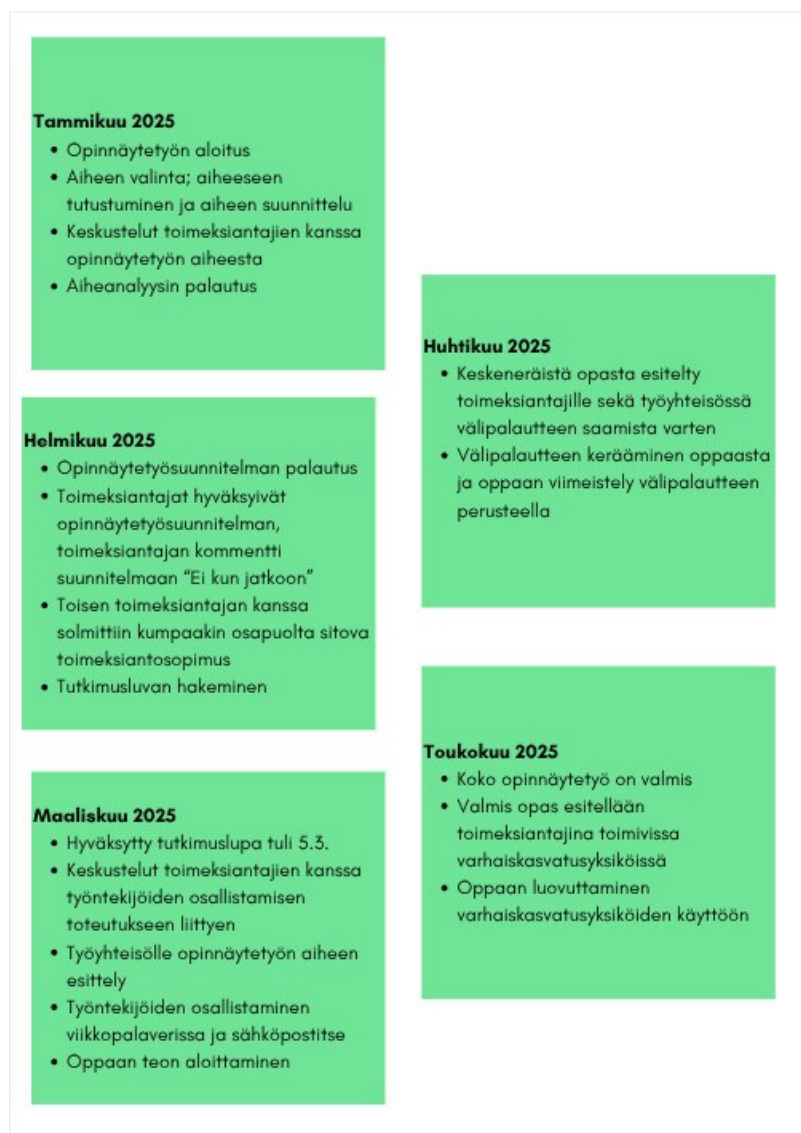 Tammikuu 2025
• Opinnäytetyön aloitus
• Aiheen valinta; aiheeseen
tutustuminen ja aiheen suunnittelu
• Keskustelut toimeksiantajien kanssa
opinnäytetyön aiheesta
• Aiheanalyysin palautus
Helmikuu 2025
• Opinnäytetyösuunnitelman palautus
• Toimeksiantajat hyväksyivät
opinnäytetyösuunnitelman,
toimeksiantajan kommentti
suunnitelmaan “Ei kun jatkoon”
• Toisen toimeksiantajan kanssa
solmittiin kumpaakin osapuolta sitova
toimeksiantosopimus
• Tutkimusluvan hakeminen
Maaliskuu 2025
• Hyväksytty tutkimuslupa tuli 5.3.
• Keskustelut toimeksiantajien kanssa
työntekijöiden osallistamisen
toteutukseen liittyen
• Työyhteisölle opinnäytetyön aiheen
esittely
• Työntekijöiden osallistaminen
viikkopalaverissa ja sähköpostitse
• Oppaan teon aloittaminen
Huhtikuu 2025
• Keskeneräistä opasta esitelty
toimeksiantajille sekä työyhteisössä
välipalautteen saamista varten
• Välipalautteen kerääminen oppaasta
ja oppaan viimeistely välipalautteen
perusteella
Toukokuu 2025
• Koko opinnäytetyö on valmis
• Valmis opas esitellään
toimeksiantajina toimivissa
varhaiskasvatusyksiköissä
• Oppaan luovuttaminen
varhaiskasvatusyksiköiden käyttöön